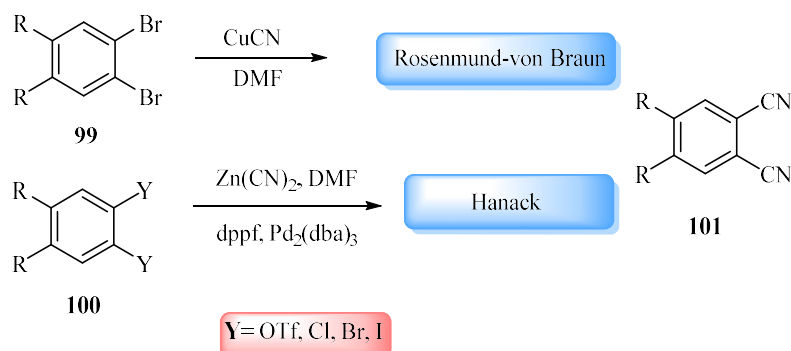 R
Br
R
Br
99
CuCN
DMF
Rosenmund-von Braun
R
CN
R
CN
101
R
Y
R
Y
100
Zn(CN)₂, DMF
dppf, Pd₂(dba)₃
Hanack
Y= OTf, Cl, Br, I